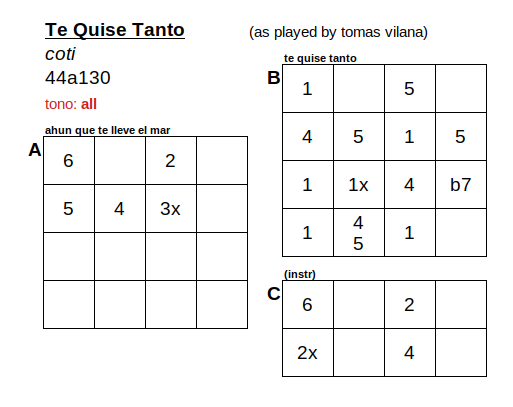 Te Quise Tanto
(as played by tomas vilana)
coti
44a130
tono: all
ahun que te lleve el mar
A
6 2
5 4 3x
te quise tanto
B
1 5
4 5 1 5
1 1x 4 b7
1 4 5 1
(instr)
C
6 2
2x 4